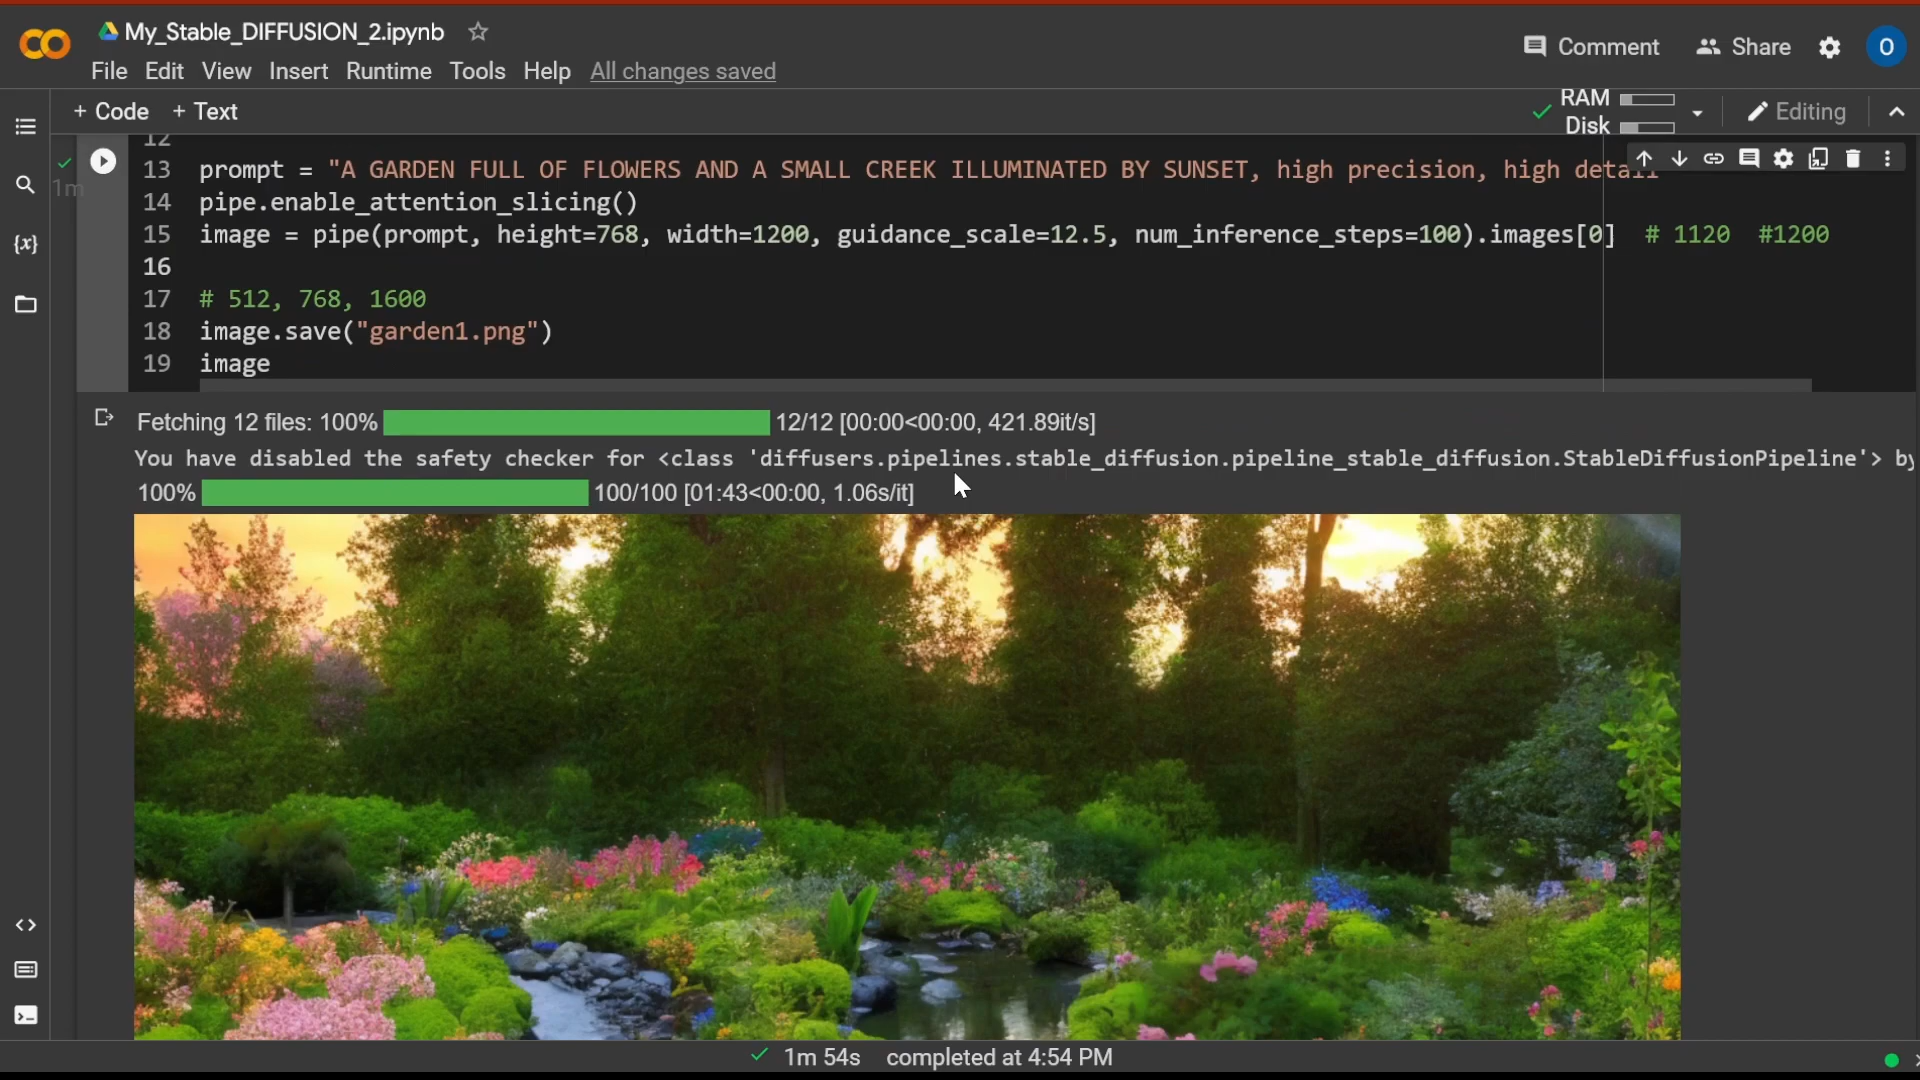 My_Stable_DIFFUSION_2.ipynb
Comment Share O
File Edit View Insert Runtime Tools Help All changes saved
+ Code + Text
RAM
Disk
Editing
12
1m
13 prompt = "A GARDEN FULL OF FLOWERS AND A SMALL CREEK ILLUMINATED BY SUNSET, high precision, high detail
14 pipe.enable_attention_slicing()
15 image = pipe(prompt, height=768, width=1200, guidance_scale=12.5, num_inference_steps=100).images[0] # 1120 #1200
16
17 # 512, 768, 1600
18 image.save("garden1.png")
19 image
{x}
Fetching 12 files: 100% 12/12 [00:00<00:00, 421.89it/s]
You have disabled the safety checker for <class 'diffusers.pipelines.stable_diffusion.pipeline_stable_diffusion.StableDiffusionPipeline'> by
100% 100/100 [01:43<00:00, 1.06s/it]
1m 54s completed at 4:54 PM